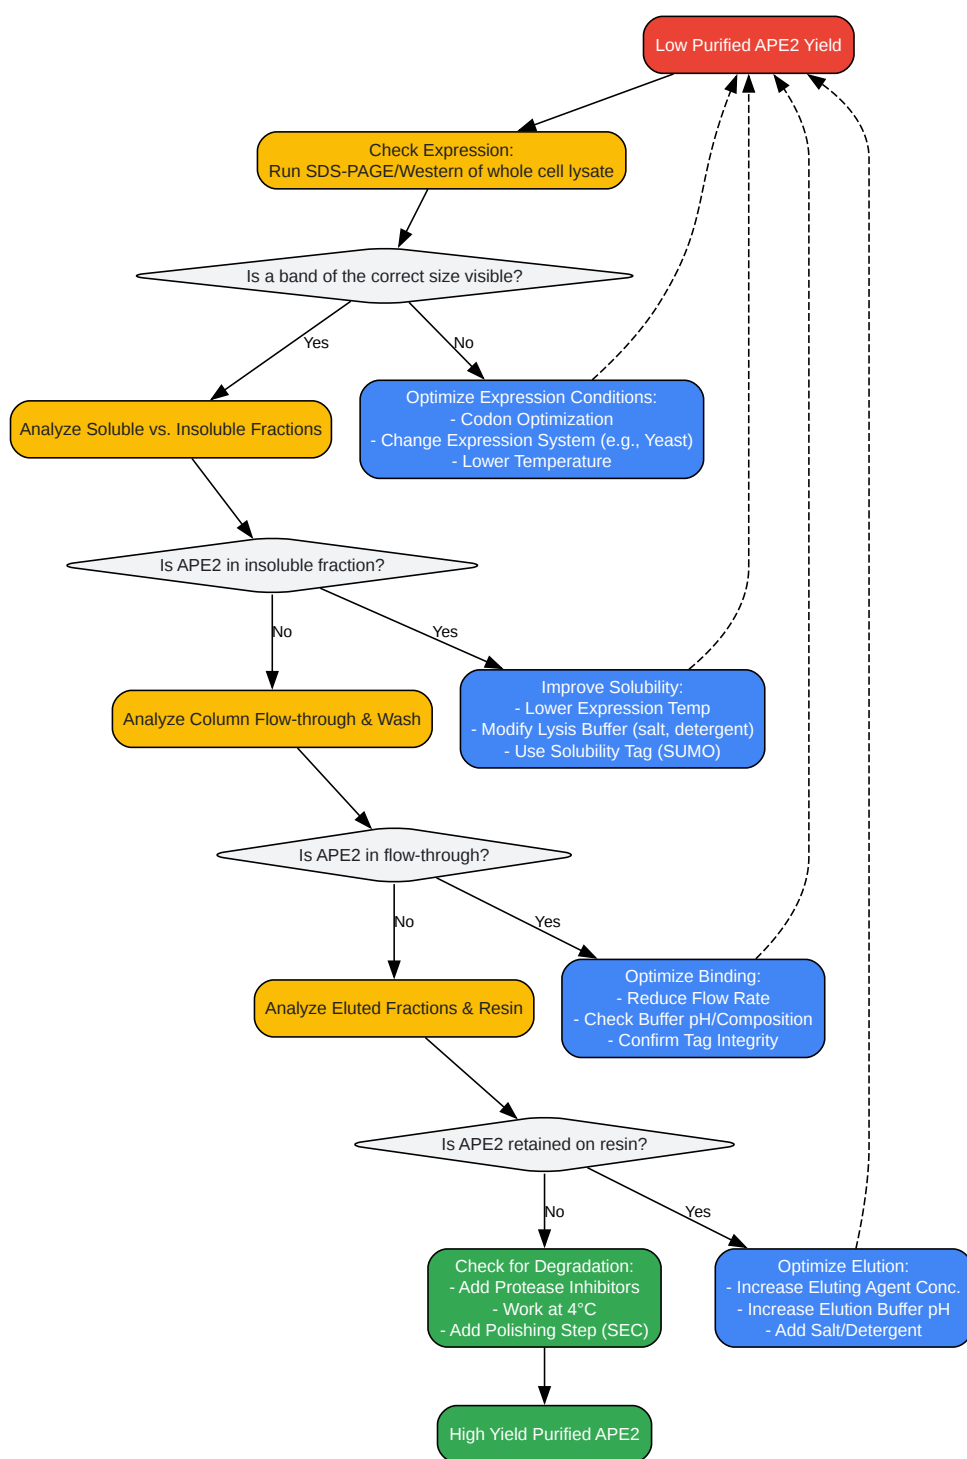 Low Purified APE2 Yield
Check Expression:
Run SDS-PAGE/Western of whole cell lysate
Is a band of the correct size visible?
Yes
No
Optimize Expression Conditions:
- Codon Optimization
- Change Expression System (e.g., Yeast)
- Lower Temperature
Analyze Soluble vs. Insoluble Fractions
Is APE2 in insoluble fraction?
No
Yes
Improve Solubility:
- Lower Expression Temp
- Modify Lysis Buffer (salt, detergent)
- Use Solubility Tag (SUMO)
Analyze Column Flow-through & Wash
Is APE2 in flow-through?
No
Yes
Optimize Binding:
- Reduce Flow Rate
- Check Buffer pH/Composition
- Confirm Tag Integrity
Analyze Eluted Fractions & Resin
Is APE2 retained on resin?
No
Yes
Check for Degradation:
- Add Protease Inhibitors
- Work at 4°C
- Add Polishing Step (SEC)
Optimize Elution:
- Increase Eluting Agent Conc.
- Increase Elution Buffer pH
- Add Salt/Detergent
High Yield Purified APE2